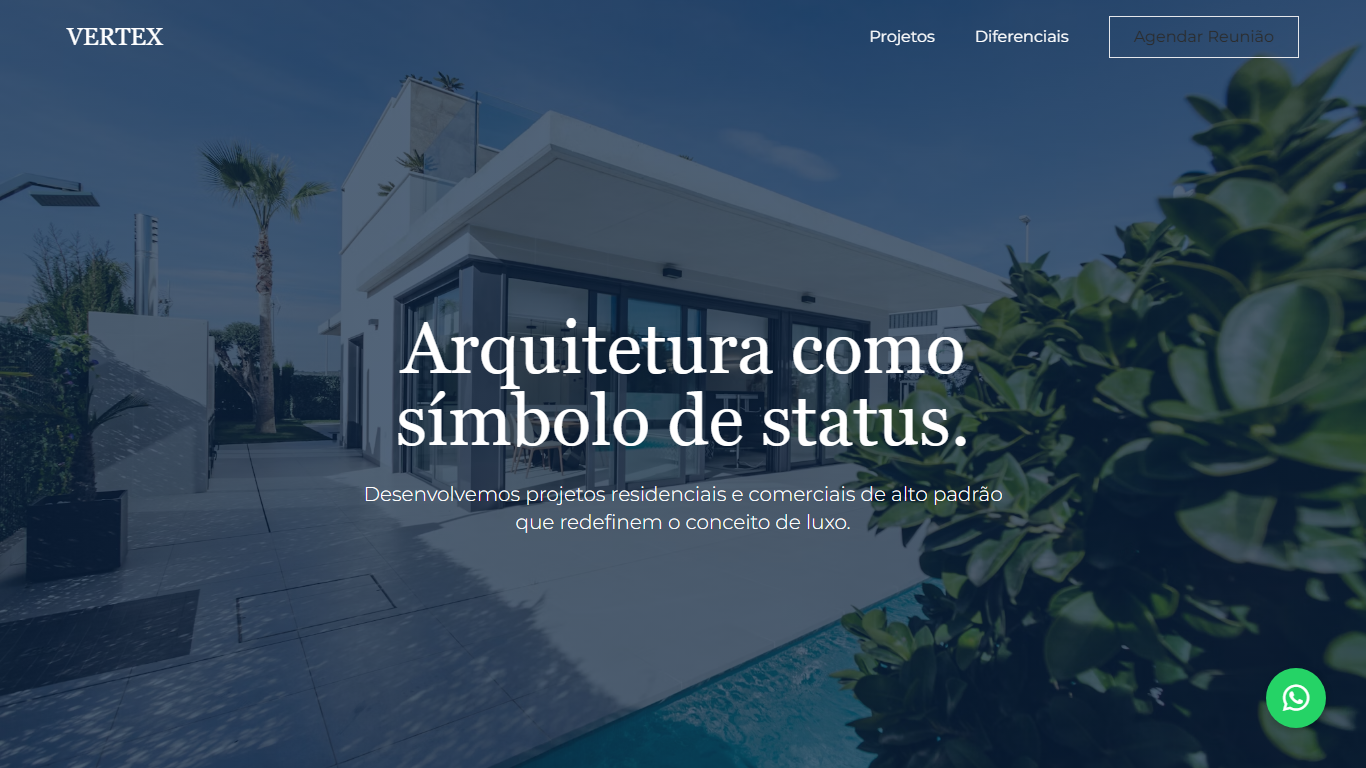 VERTEX
Projetos
Diferenciais
Agendar Reunião
Arquitetura como
símbolo de status.
Desenvolvemos projetos residenciais e comerciais de alto padrão
que redefinem o conceito de luxo.